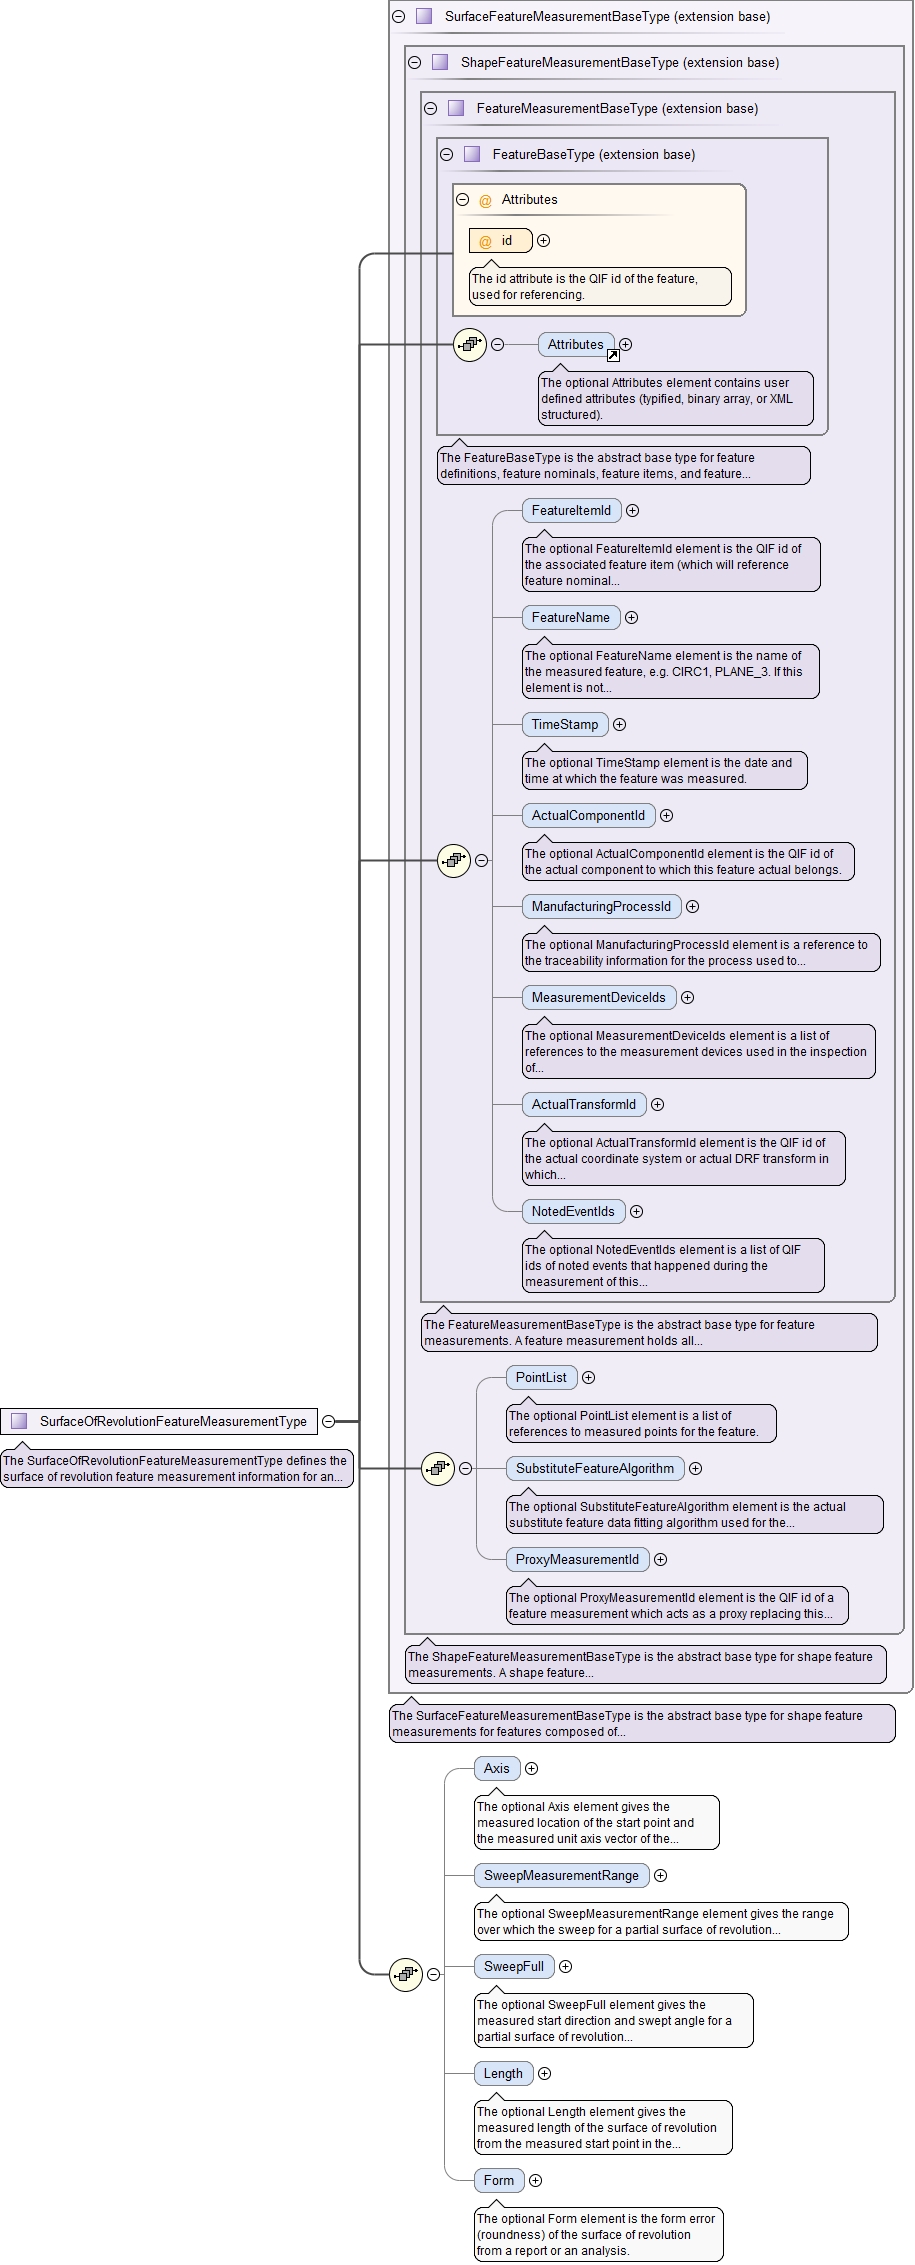 SurfaceFeatureMeasurementBaseType (extension base)
ShapeFeatureMeasurementBaseType (extension base)
FeatureMeasurementBaseType (extension base)
FeatureBaseType (extension base)
@ Attributes
@ id
The id attribute is the QIF id of the feature,
used for referencing.
Attributes
The optional Attributes element contains user
defined attributes (typified, binary array, or XML
structured).
The FeatureBaseType is the abstract base type for feature
definitions, feature nominals, feature items, and feature...
FeatureItemId
The optional FeatureItemId element is the QIF id of
the associated feature item (which will reference
feature nominal...
FeatureName
The optional FeatureName element is the name of
the measured feature, e.g. CIRC1, PLANE_3. If this
element is not...
TimeStamp
The optional TimeStamp element is the date and
time at which the feature was measured.
ActualComponentId
The optional ActualComponentId element is the QIF id of
the actual component to which this feature actual belongs.
ManufacturingProcessId
The optional ManufacturingProcessId element is a reference to
the traceability information for the process used to...
MeasurementDeviceIds
The optional MeasurementDeviceIds element is a list of
references to the measurement devices used in the inspection
of...
ActualTransformId
The optional ActualTransformId element is the QIF id of
the actual coordinate system or actual DRF transform in
which...
NotedEventIds
The optional NotedEventIds element is a list of QIF
ids of noted events that happened during the
measurement of this...
The FeatureMeasurementBaseType is the abstract base type for feature
measurements. A feature measurement holds all...
PointList
The optional PointList element is a list of
references to measured points for the feature.
SurfaceOfRevolutionFeatureMeasurementType
The SurfaceOfRevolutionFeatureMeasurementType defines the
surface of revolution feature measurement information for an...
SubstituteFeatureAlgorithm
The optional SubstituteFeatureAlgorithm element is the actual
substitute feature data fitting algorithm used for the...
ProxyMeasurementId
The optional ProxyMeasurementId element is the QIF id of a
feature measurement which acts as a proxy replacing this...
The ShapeFeatureMeasurementBaseType is the abstract base type for shape feature
measurements. A shape feature...
The SurfaceFeatureMeasurementBaseType is the abstract base type for shape feature
measurements for features composed of...
Axis
The optional Axis element gives the
measured location of the start point and
the measured unit axis vector of the...
SweepMeasurementRange
The optional SweepMeasurementRange element gives the range
over which the sweep for a partial surface of revolution...
SweepFull
The optional SweepFull element gives the
measured start direction and swept angle for a
partial surface of revolution...
Length
The optional Length element gives the
measured length of the surface of revolution
from the measured start point in the...
Form
The optional Form element is the form error
(roundness) of the surface of revolution
from a report or an analysis.